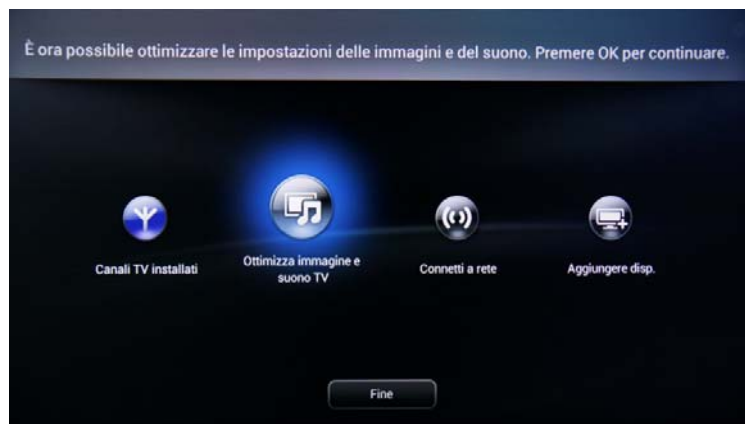 È ora possibile ottimizzare le impostazioni delle immagini e del suono. Premere OK per continuare.
Canali TV installati
Ottimizza immagine e
suono TV
Connetti a rete
Aggiungere disp.
Fine